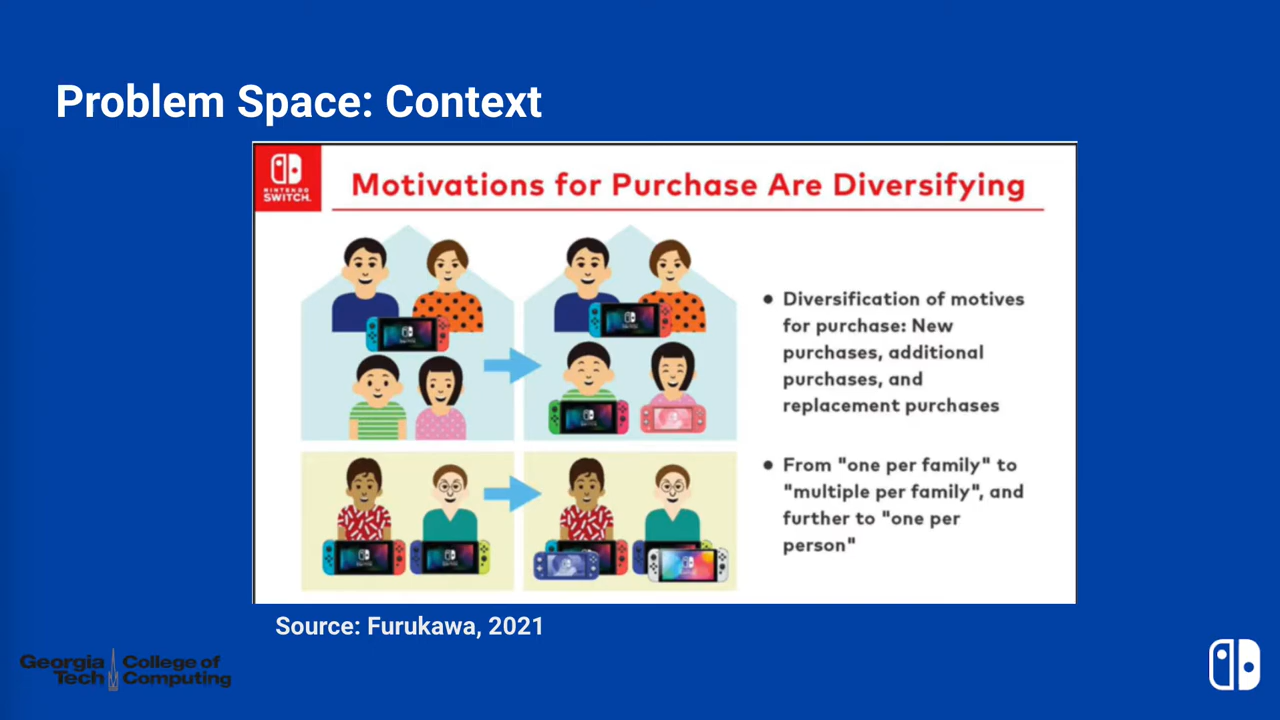 Problem Space: Context
NINTENDO
SWITCH.
Motivations for Purchase Are Diversifying
• Diversification of motives
for purchase: New
purchases, additional
purchases, and
replacement purchases
• From "one per family" to
"multiple per family", and
further to "one per
person"
Source: Furukawa, 2021
Georgia
Tech
College of
Computing